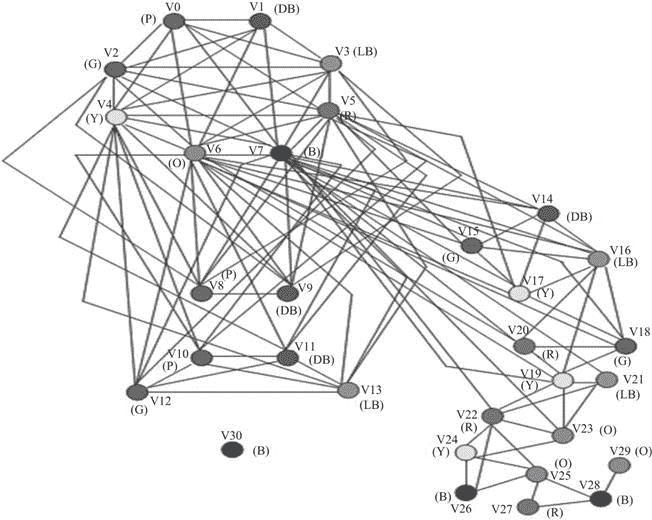 V0 V1
(P) (DB)
V2 V3 (LB)
(G)
V4 V5
(Y) (R)
V6 V7 (B)
(O)
V14
(DB)
V15 V16
(G) (LB)
V17
(Y)
(P)
V8 V9
(DB)
V20 V18
(R) (G)
V10 V11
(P) (DB)
V19 V21
(Y) (LB)
V12 V13
(G) (LB)
V22
(R)
V23 (O)
V24
(Y)
V30 (B)
V29 (O)
(O)
V25
V28
(B) (B)
V26 V27 (R)